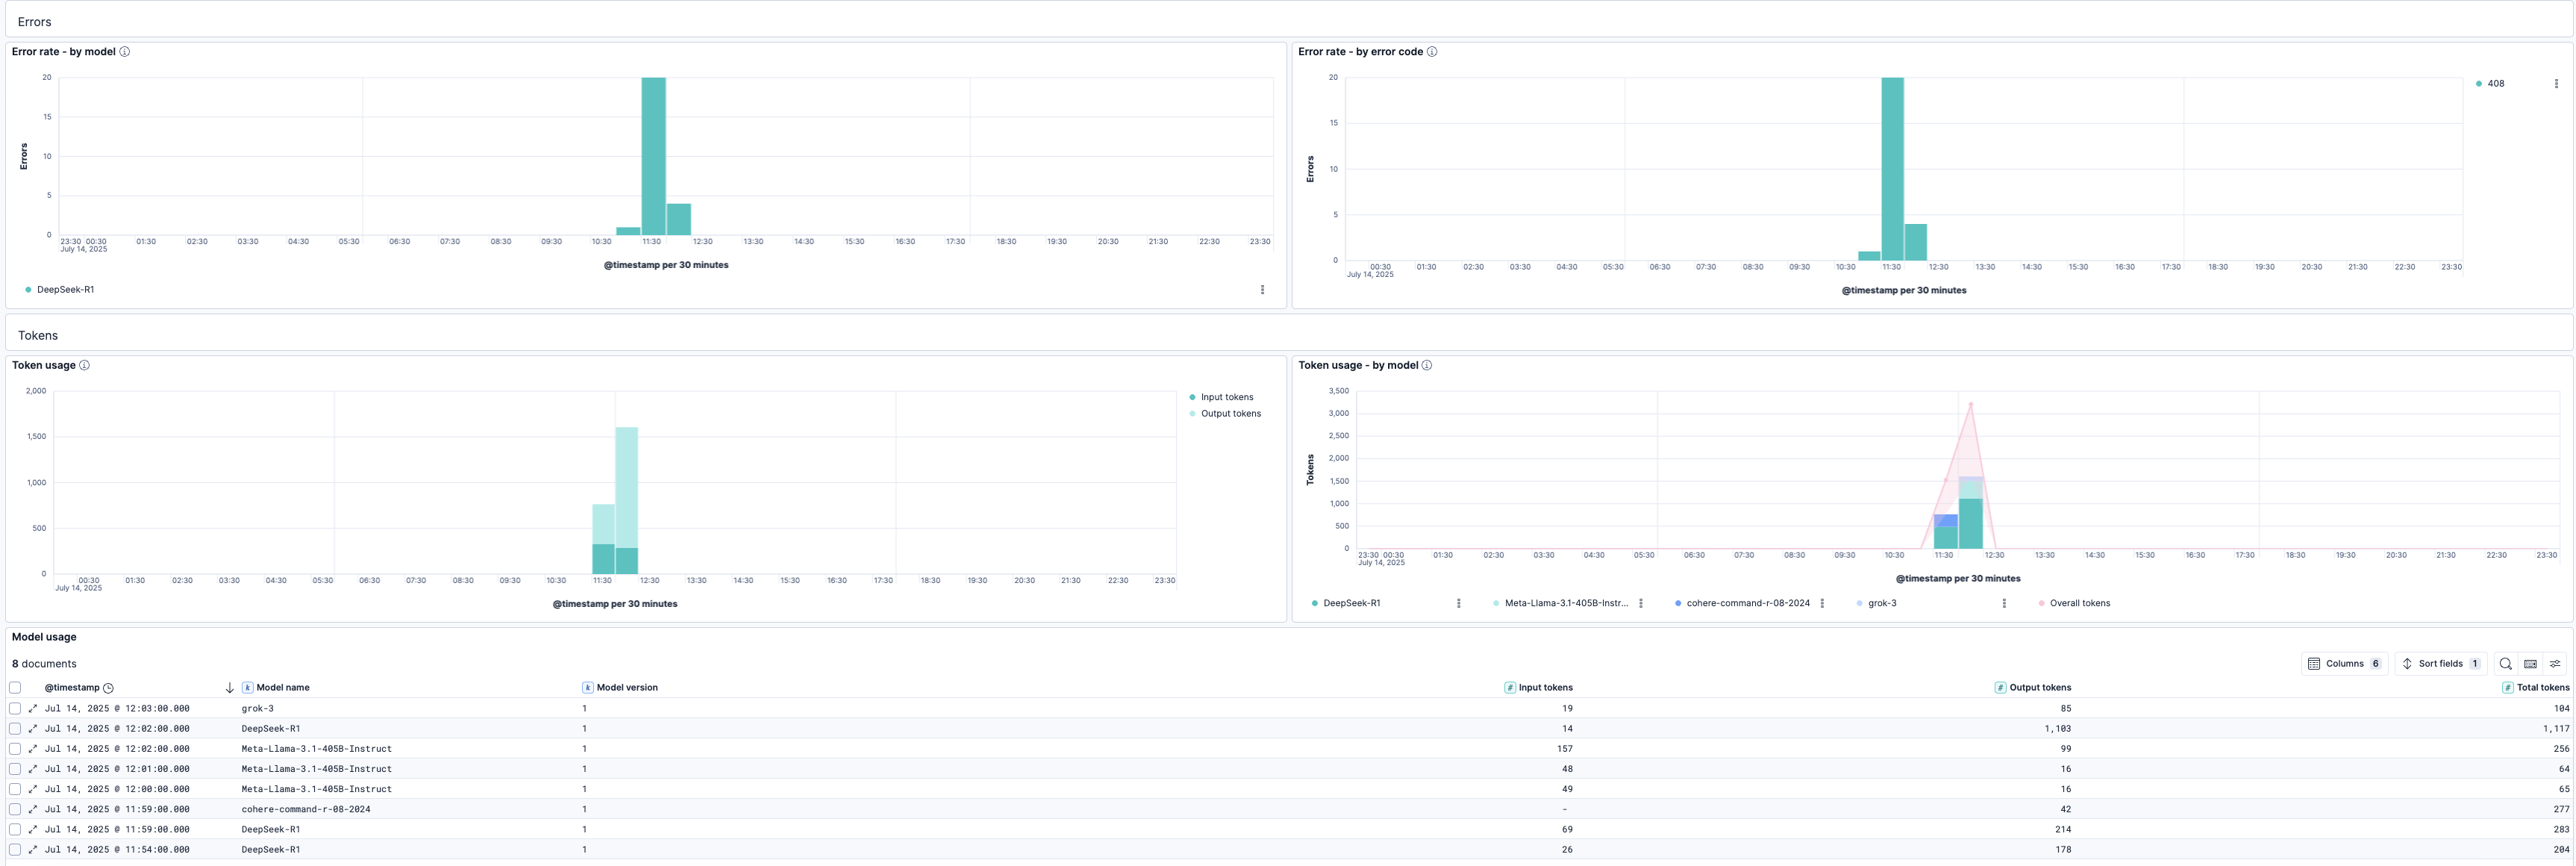 Errors
Error rate - by model
Errors
20
15
10
5
0
23:30 00:30 01:30 02:30 03:30 04:30 05:30 06:30 07:30 08:30 09:30 10:30 11:30 12:30 13:30 14:30 15:30 16:30 17:30 18:30 19:30 20:30 21:30 22:30 23:30
July 14, 2025
@timestamp per 30 minutes
DeepSeek-R1
Error rate - by error code
Errors
20
15
10
5
0
00:30 01:30 02:30 03:30 04:30 05:30 06:30 07:30 08:30 09:30 10:30 11:30 12:30 13:30 14:30 15:30 16:30 17:30 18:30 19:30 20:30 21:30 22:30 23:30
July 14, 2025
@timestamp per 30 minutes
408
Tokens
Token usage
2,000
1,500
1,000
500
0
00:30 01:30 02:30 03:30 04:30 05:30 06:30 07:30 08:30 09:30 10:30 11:30 12:30 13:30 14:30 15:30 16:30 17:30 18:30 19:30 20:30 21:30 22:30 23:30
July 14, 2025
@timestamp per 30 minutes
Input tokens
Output tokens
Token usage - by model
Tokens
3,500
3,000
2,500
2,000
1,500
1,000
500
0
23:30 00:30 01:30 02:30 03:30 04:30 05:30 06:30 07:30 08:30 09:30 10:30 11:30 12:30 13:30 14:30 15:30 16:30 17:30 18:30 19:30 20:30 21:30 22:30 23:30
July 14, 2025
@timestamp per 30 minutes
DeepSeek-R1 Meta-Llama-3.1-405B-Instr... cohere-command-r-08-2024 grok-3 Overall tokens
Model usage
8 documents Columns 6 Sort fields 1
@timestamp k Model name k Model version # Input tokens # Output tokens # Total tokens
Jul 14, 2025 @ 12:03:00.000 grok-3 1 19 85 104
Jul 14, 2025 @ 12:02:00.000 DeepSeek-R1 1 14 1,103 1,117
Jul 14, 2025 @ 12:02:00.000 Meta-Llama-3.1-405B-Instruct 1 157 99 256
Jul 14, 2025 @ 12:01:00.000 Meta-Llama-3.1-405B-Instruct 1 48 16 64
Jul 14, 2025 @ 12:00:00.000 Meta-Llama-3.1-405B-Instruct 1 49 16 65
Jul 14, 2025 @ 11:59:00.000 cohere-command-r-08-2024 1 - 42 277
Jul 14, 2025 @ 11:59:00.000 DeepSeek-R1 1 69 214 283
Jul 14, 2025 @ 11:54:00.000 DeepSeek-R1 1 26 178 204